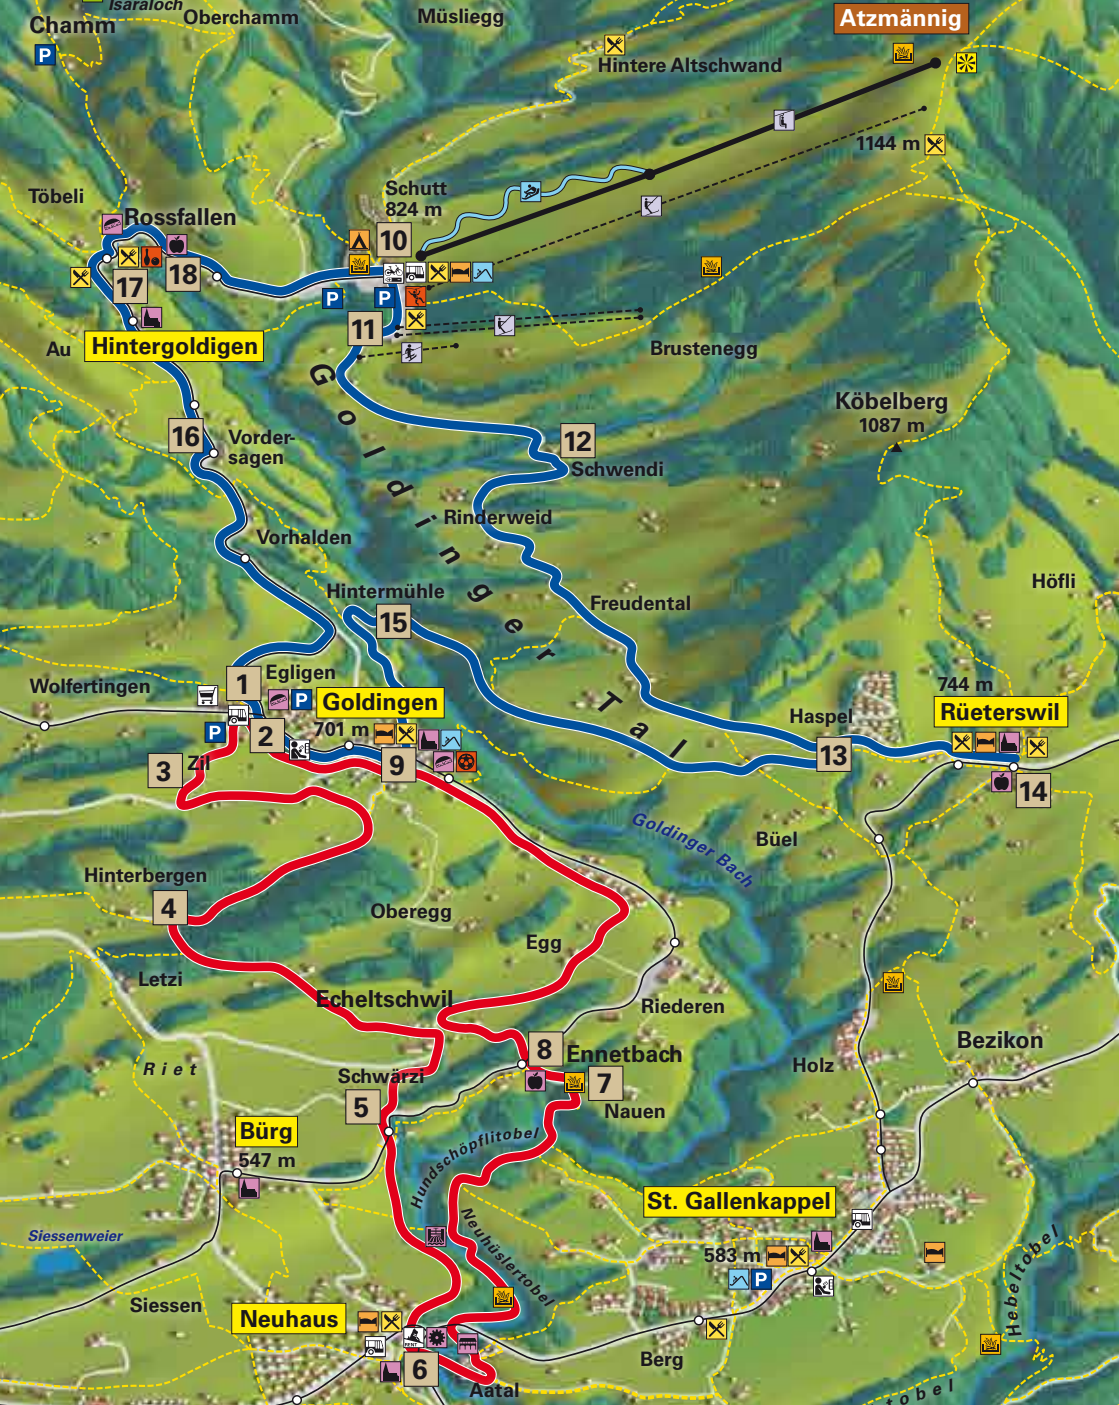 Isaraloch
Chamm
P
Oberchamm
Müsliegg
Atzmännig
Hintere Altschwand
1144 m
Töbeli
Rossfallen
Schutt
824 m
10
17
18
P
P
11
Au
Hintergoldigen
Brustenegg
Köbelberg
1087 m
16
Vorder-
sagen
12
Schwendi
Rinderweid
Vorhalden
Goldinger Tal
Höfli
Hintermühle
15
Freudental
Wolfertingen
1
Egligen
P
Goldingen
701 m
P
2
744 m
Rüeterswil
Haspel
3
Zil
9
13
14
Goldinger Bach
Büel
Hinterbergen
4
Oberegg
Egg
Letzi
Echeltschwil
Riederen
Riet
8
Ennetbach
Bezikon
Holz
Schwärzi
5
7
Nauen
Bürg
547 m
Hundschöpflitobel
St. Gallenkappel
Siessenweier
Neuhüslertobel
583 m
P
Hebeltobel
Siessen
Neuhaus
RENT
6
Berg
Aatal
tobel